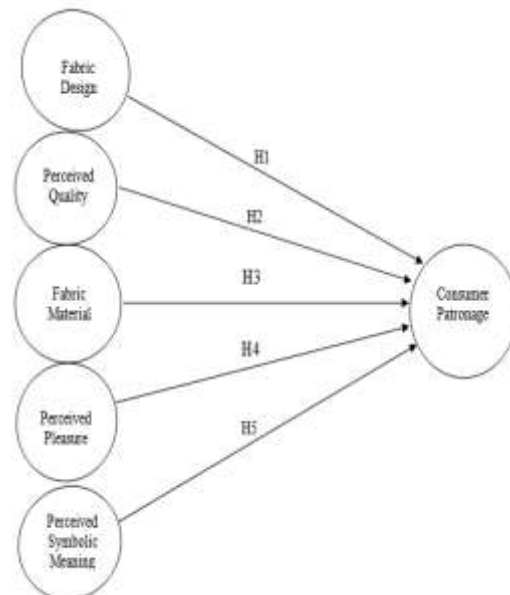 Fabric
Design
H1
Perceived
Quality
H2
Fabric
Material
H3
Consumer
Patronage
H4
Perceived
Pleasure
H5
Perceived
Symbolic
Meaning